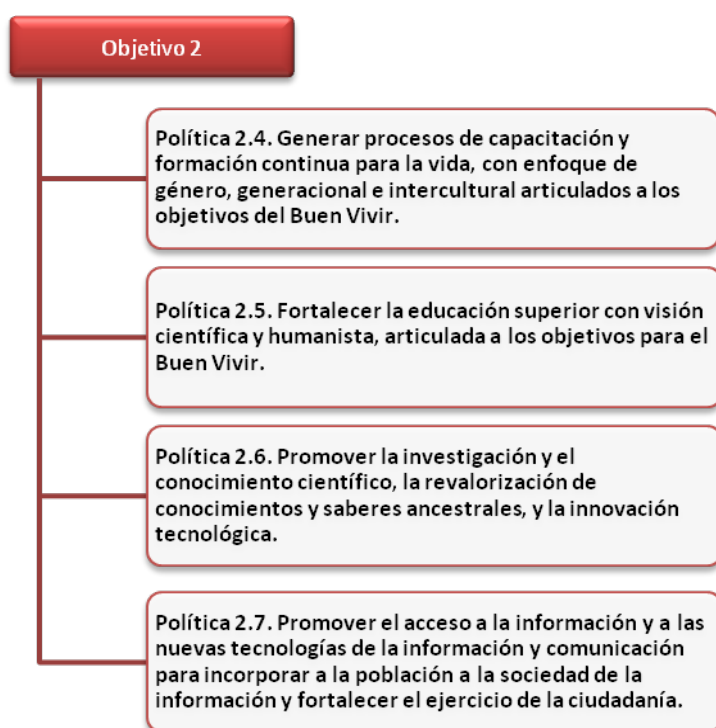 Objetivo 2
Política 2.4. Generar procesos de capacitación y
formación continua para la vida, con enfoque de
género, generacional e intercultural articulados a los
objetivos del Buen Vivir.
Política 2.5. Fortalecer la educación superior con visión
científica y humanista, articulada a los objetivos para el
Buen Vivir.
Política 2.6. Promover la investigación y el
conocimiento científico, la revalorización de
conocimientos y saberes ancestrales, y la innovación
tecnológica.
Política 2.7. Promover el acceso a la información y a las
nuevas tecnologías de la información y comunicación
para incorporar a la población a la sociedad de la
información y fortalecer el ejercicio de la ciudadanía.